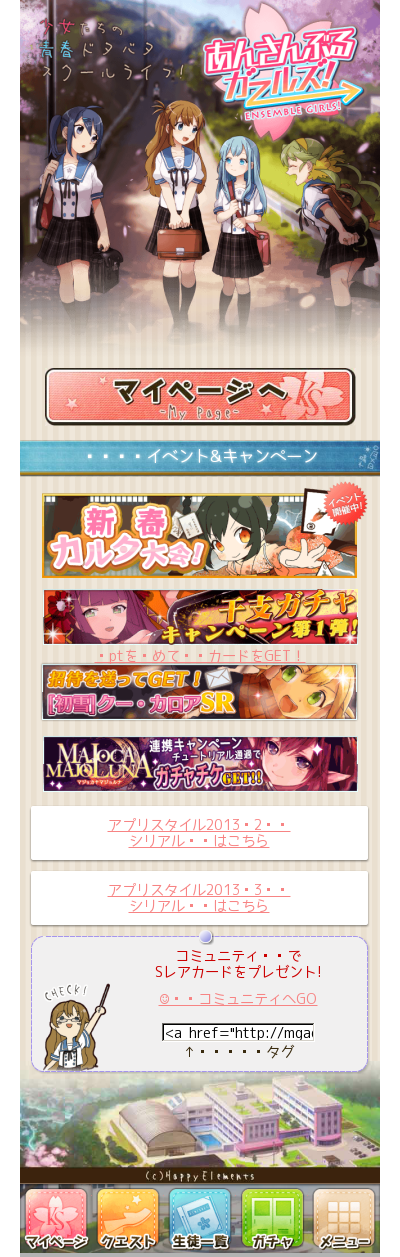 少女たちの
青春ドタバタ
スクールライフ!
あんさんぶる
ガールズ!
ENSEMBLE GIRLS!
マイページへ
-My Page-
KS
・・・・イベント&キャンペーン
イベント
開催中!
新春
カルタ大会!
干支ガチャ
キャンペーン第1弾!
・ptを・めて・・カードをGET!
招待を送ってGET!
[初雪]クー・カロアSR
MAJOCA
MAJOLUNA
マジョカ†マジョルナ
連携キャンペーン
チュートリアル通過で
ガチャチケGET!!
アプリスタイル2013・2・・
シリアル・・はこちら
アプリスタイル2013・3・・
シリアル・・はこちら
コミュニティ・・で
Sレアカードをプレゼント!
CHECK!
☺・・コミュニティへGO
<a href="http://mga
↑・・・・・タグ
(c)HappyElements
KS
マイページ
クエスト
生徒一覧
ガチャ
メニュー